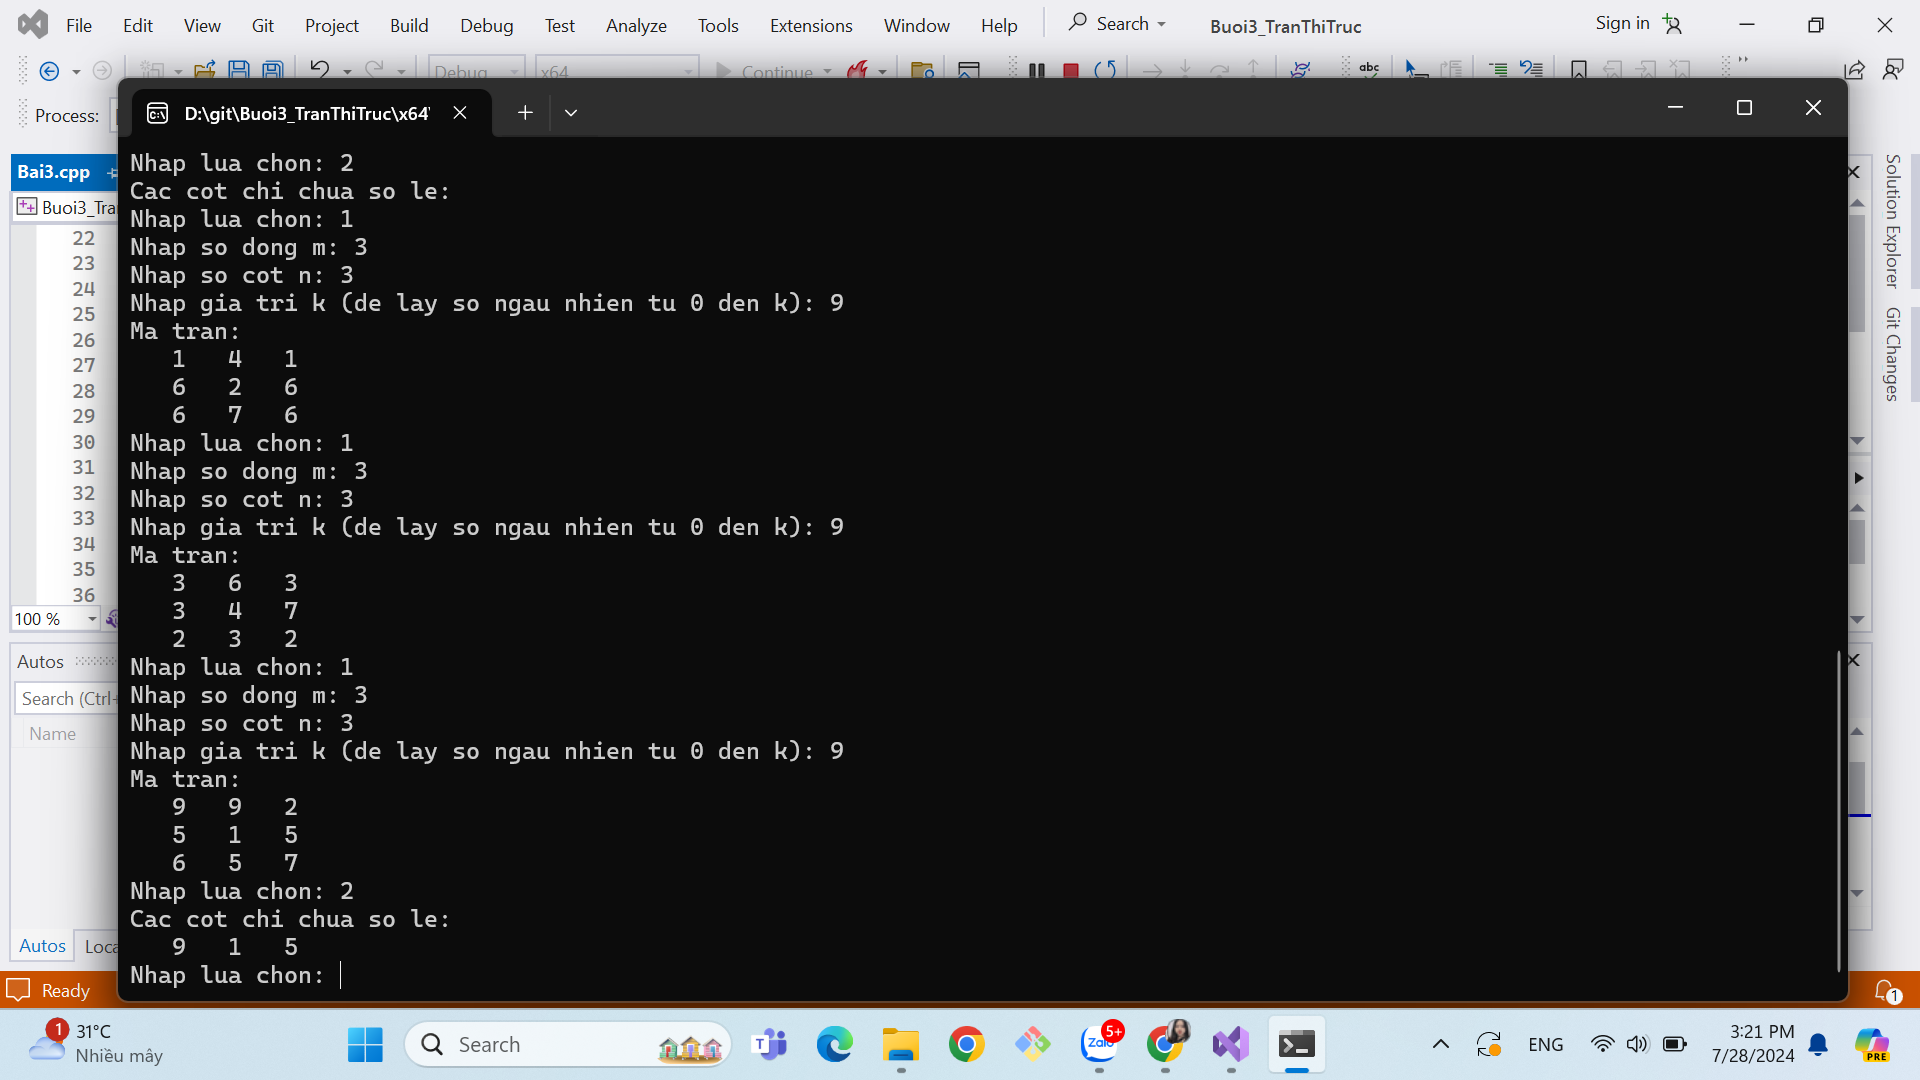 File Edit View Git Project Build Debug Test Analyze Tools Extensions Window Help Search Buoi3_TranThiTruc Sign in
Debug x64 Continue
Process:
D:\git\Buoi3_TranThiTruc\x64\
Bai3.cpp
Buoi3_Tra
22
23
24
25
26
27
28
29
30
31
32
33
34
35
36
100 %
Autos
Search (Ctrl+
Name
Autos Loca
Ready
Nhap lua chon: 2
Cac cot chi chua so le:
Nhap lua chon: 1
Nhap so dong m: 3
Nhap so cot n: 3
Nhap gia tri k (de lay so ngau nhien tu 0 den k): 9
Ma tran:
1 4 1
6 2 6
6 7 6
Nhap lua chon: 1
Nhap so dong m: 3
Nhap so cot n: 3
Nhap gia tri k (de lay so ngau nhien tu 0 den k): 9
Ma tran:
3 6 3
3 4 7
2 3 2
Nhap lua chon: 1
Nhap so dong m: 3
Nhap so cot n: 3
Nhap gia tri k (de lay so ngau nhien tu 0 den k): 9
Ma tran:
9 9 2
5 1 5
6 5 7
Nhap lua chon: 2
Cac cot chi chua so le:
9 1 5
Nhap lua chon:
Solution Explorer
Git Changes
1
1
31°C
Nhiều mây
Search
Zalo
5+
ENG
3:21 PM
7/28/2024
PRE